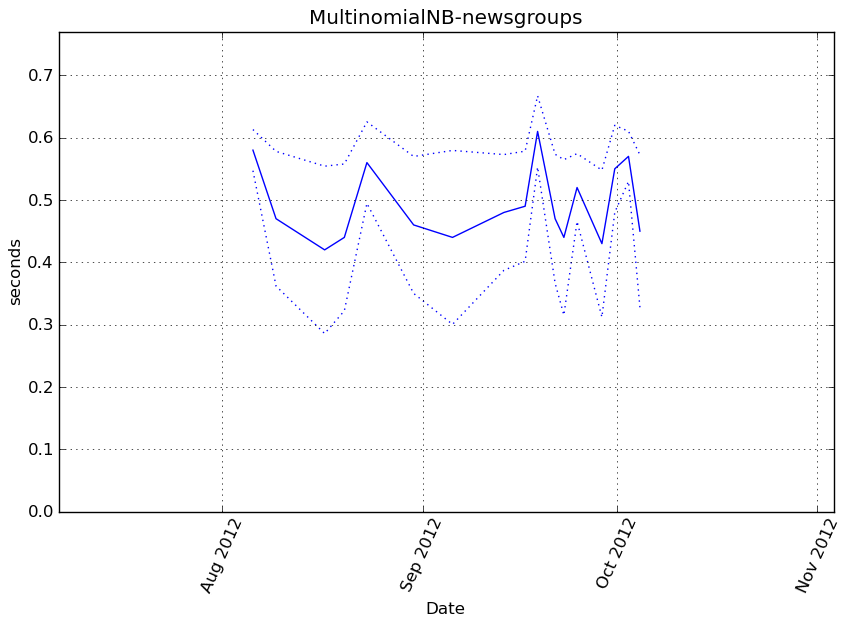 MultinomialNB-newsgroups
0.7
0.6
0.5
0.4
0.3
0.2
0.1
0.0
seconds
Aug 2012
Sep 2012
Oct 2012
Nov 2012
Date